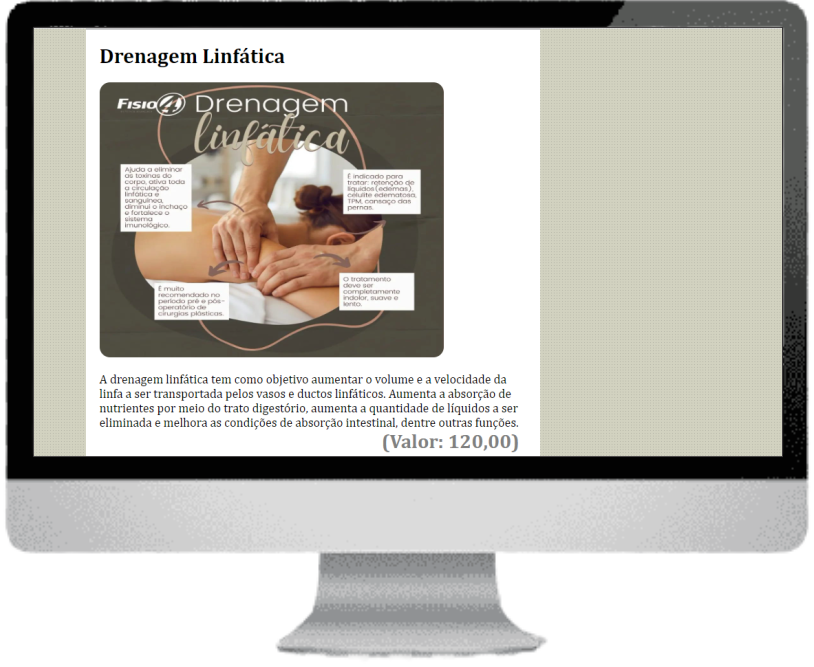 Drenagem Linfática
Fisio4 Drenagem
linfática
Ajuda a eliminar
as toxinas do
corpo, ativa toda
a circulação
linfática e
sanguínea,
diminui o inchaço
e fortalece o
sistema
imunológico.
É indicado para
tratar: retenção de
líquidos (edemas),
celulite edematosa,
TPM, cansaço das
pernas.
É muito
recomendado no
período pré e pós-
operatório de
cirurgias plásticas.
O tratamento
deve ser
completamente
indolor, suave e
lento.
A drenagem linfática tem como objetivo aumentar o volume e a velocidade da
linfa a ser transportada pelos vasos e ductos linfáticos. Aumenta a absorção de
nutrientes por meio do trato digestório, aumenta a quantidade de líquidos a ser
eliminada e melhora as condições de absorção intestinal, dentre outras funções.
(Valor: 120,00)